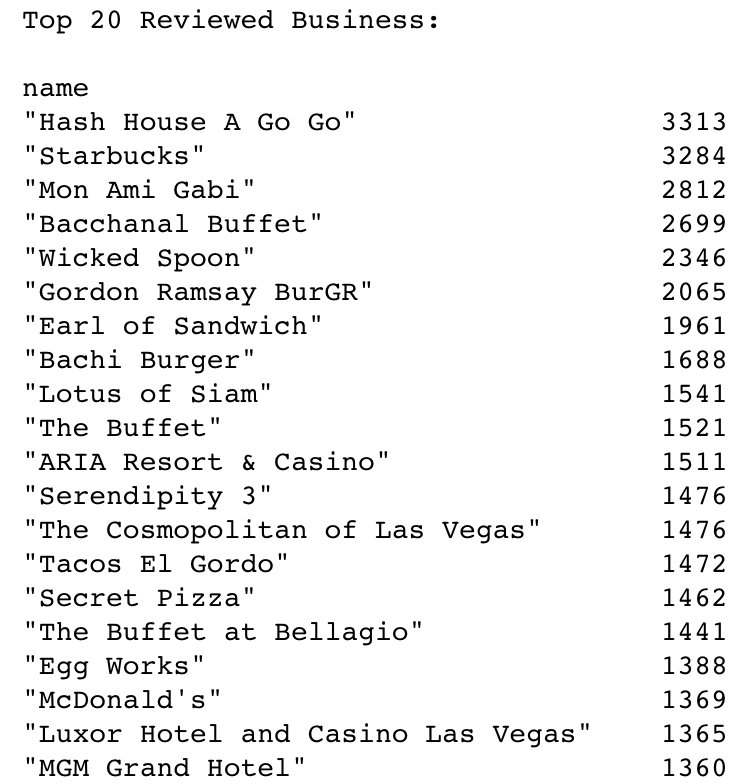 Top 20 Reviewed Business:
name
"Hash House A Go Go" 3313
"Starbucks" 3284
"Mon Ami Gabi" 2812
"Bacchanal Buffet" 2699
"Wicked Spoon" 2346
"Gordon Ramsay BurGR" 2065
"Earl of Sandwich" 1961
"Bachi Burger" 1688
"Lotus of Siam" 1541
"The Buffet" 1521
"ARIA Resort & Casino" 1511
"Serendipity 3" 1476
"The Cosmopolitan of Las Vegas" 1476
"Tacos El Gordo" 1472
"Secret Pizza" 1462
"The Buffet at Bellagio" 1441
"Egg Works" 1388
"McDonald's" 1369
"Luxor Hotel and Casino Las Vegas" 1365
"MGM Grand Hotel" 1360